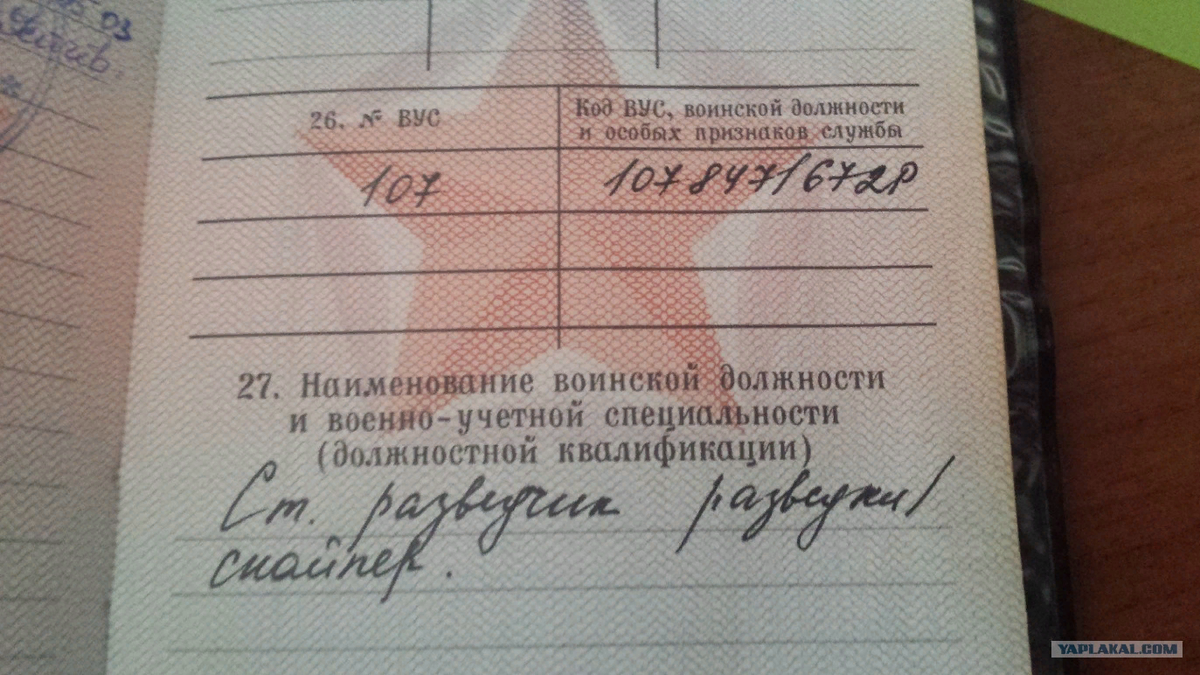 03
26. № ВУС
Код ВУС, воинской должности
и особых признаков службы
107
107847/672Р
27. Наименование воинской должности
и военно-учетной специальности
(должностной квалификации)
Ст. разведчик разведки/
снайпер.
YAPLAKAL.COM